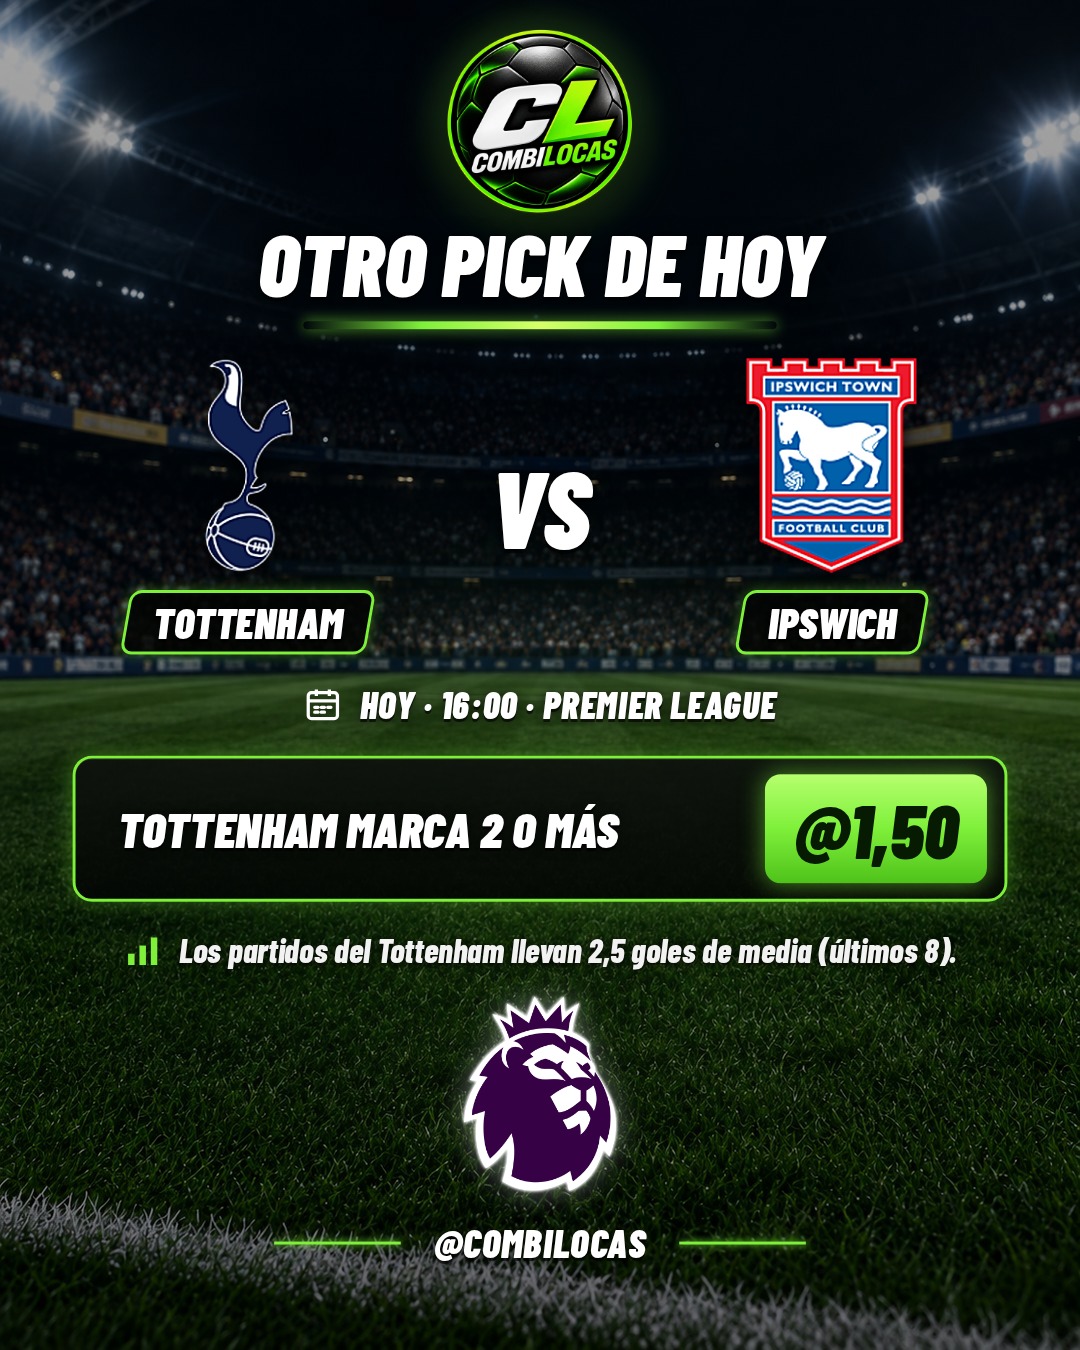 CL
COMBILOCAS
OTRO PICK DE HOY
IPSWICH TOWN
FOOTBALL CLUB
VS
TOTTENHAM
IPSWICH
HOY · 16:00 · PREMIER LEAGUE
TOTTENHAM MARCA 2 O MÁS
@1,50
Los partidos del Tottenham llevan 2,5 goles de media (últimos 8).
@COMBILOCAS